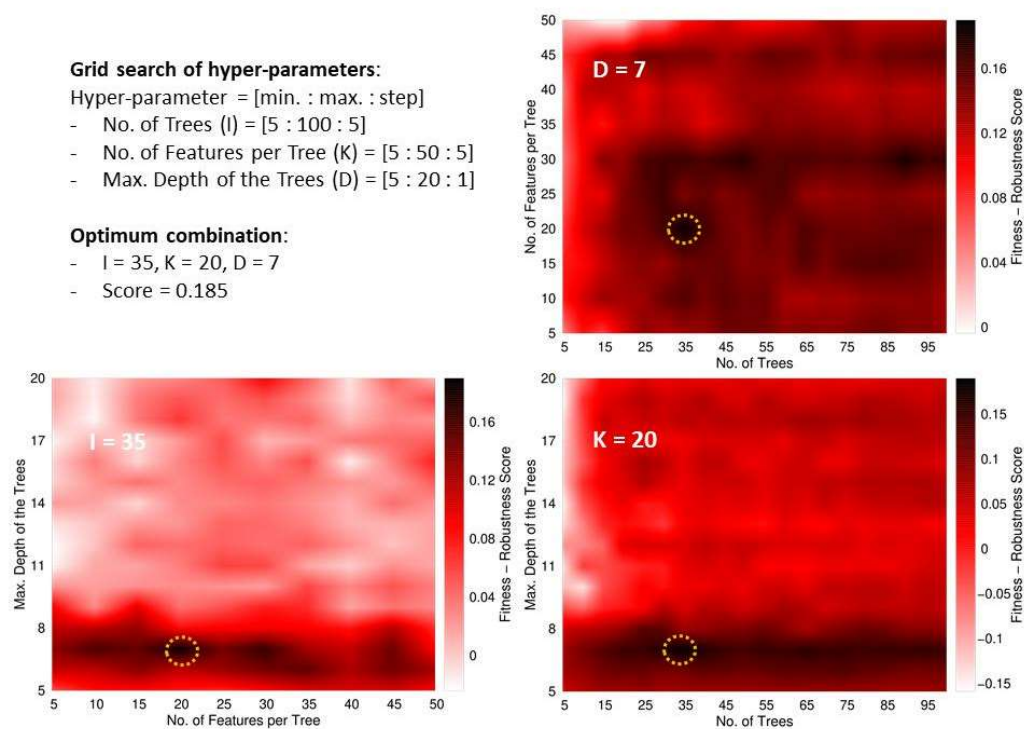 Grid search of hyper-parameters:
Hyper-parameter = [min. : max. : step]
- No. of Trees (I) = [5 : 100 : 5]
- No. of Features per Tree (K) = [5 : 50 : 5]
- Max. Depth of the Trees (D) = [5 : 20 : 1]
Optimum combination:
- I = 35, K = 20, D = 7
- Score = 0.185
D = 7
No. of Features per Tree
50
45
40
35
30
25
20
15
10
5
5 15 25 35 45 55 65 75 85 95
No. of Trees
0.16
0.12
0.08
0.04
0
Fitness – Robustness Score
I = 35
Max. Depth of the Trees
20
17
14
11
8
5
5 10 15 20 25 30 35 40 45 50
No. of Features per Tree
0.16
0.12
0.08
0.04
0
Fitness – Robustness Score
K = 20
Max. Depth of the Trees
20
17
14
11
8
5
5 15 25 35 45 55 65 75 85 95
No. of Trees
0.15
0.1
0.05
0
−0.05
−0.1
−0.15
Fitness – Robustness Score